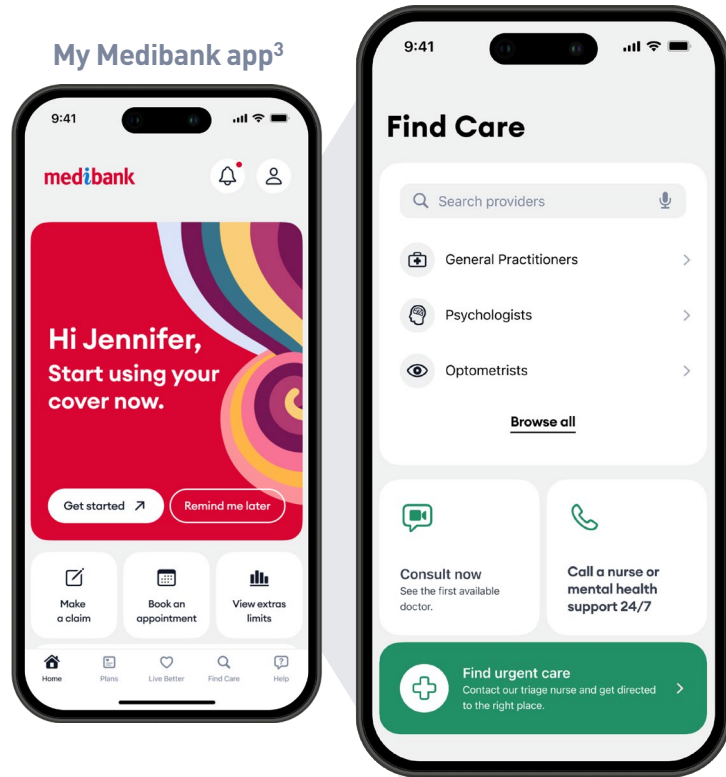 My Medibank app³
9:41
medibank
Hi Jennifer,
Start using your
cover now.
Get started
Remind me later
Make
a claim
Book an
appointment
View extras
limits
Home
Plans
Live Better
Find Care
Help
9:41
Find Care
Search providers
General Practitioners
Psychologists
Optometrists
Browse all
Consult now
See the first available
doctor.
Call a nurse or
mental health
support 24/7
Find urgent care
Contact our triage nurse and get directed
to the right place.